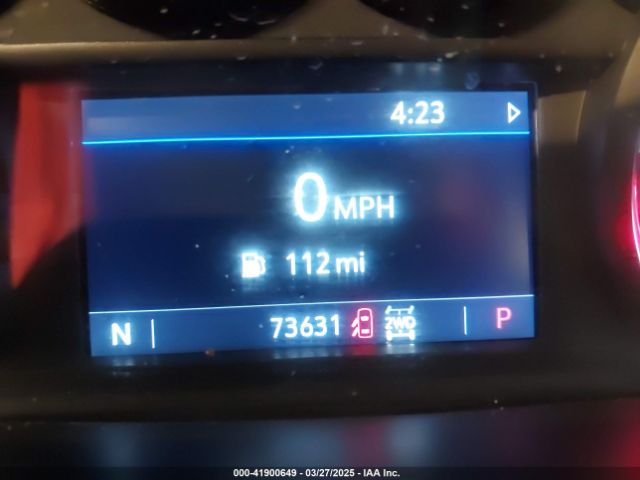 4:23
0 MPH
112 mi
N 73631 2WD P
000-41900649 - 03/27/2025 - IAA Inc.